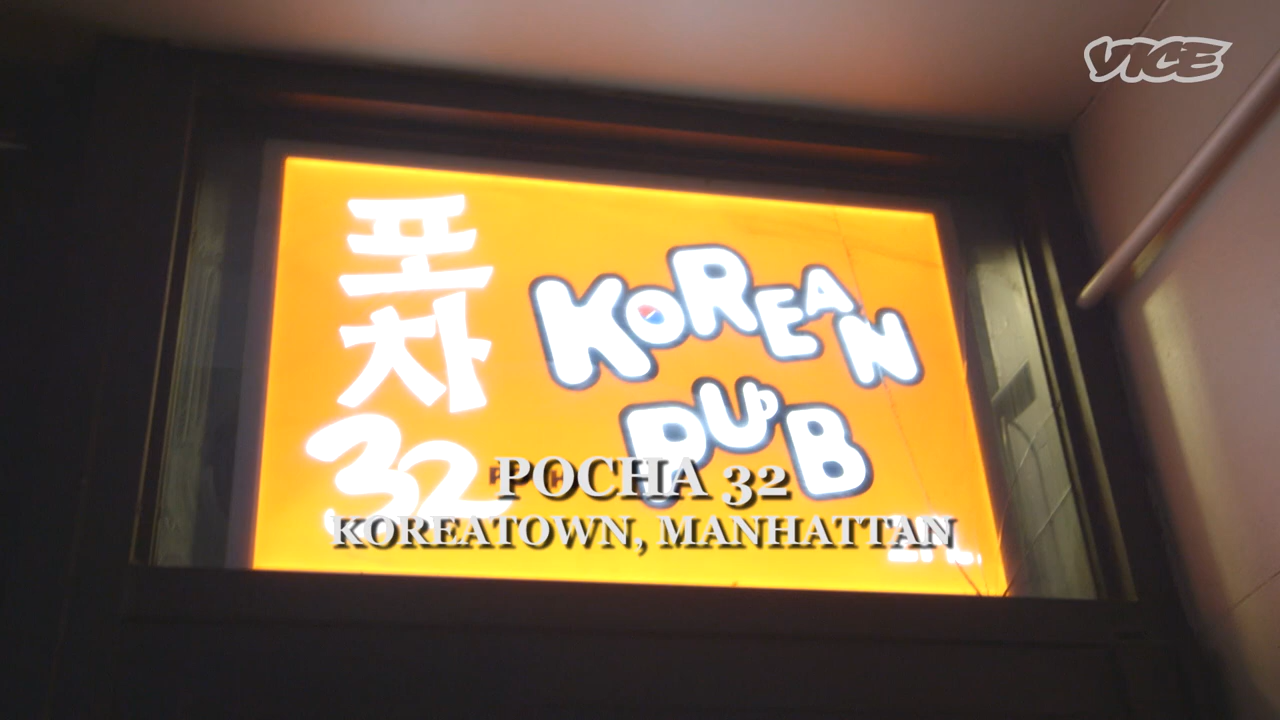 VICE
포
차
32
KOREAN
PUB
POCHA 32
KOREATOWN, MANHATTAN